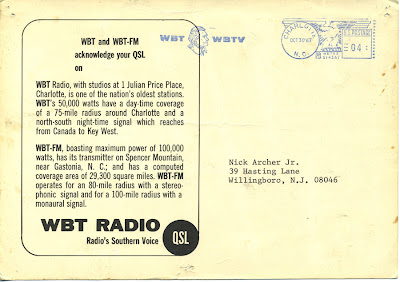 WBT and WBT-FM
acknowledge your QSL
on
WBT Radio, with studios at 1 Julian Price Place,
Charlotte, is one of the nation's oldest stations.
WBT's 50,000 watts have a day-time coverage
of a 75-mile radius around Charlotte and a
north-south night-time signal which reaches
from Canada to Key West.
WBT-FM, boasting maximum power of 100,000
watts, has its transmitter on Spencer Mountain,
near Gastonia, N. C.; and has a computed
coverage area of 29,300 square miles. WBT-FM
operates for an 80-mile radius with a stereo-
phonic signal and for a 100-mile radius with a
monaural signal.
WBT RADIO
Radio's Southern Voice
QSL
WBT WBTV
CHARLOTTE
N. C.
U.S. POSTAGE
04
Nick Archer Jr.
39 Hasting Lane
Willingboro, N.J. 08046